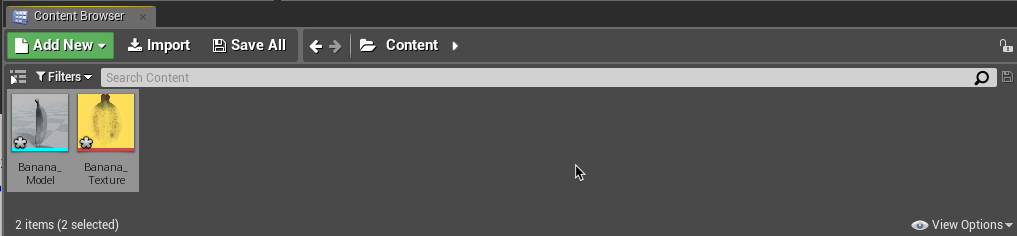 Content Browser
Add New Import Save All Content
Filters Search Content
Banana_
Model
Banana_
Texture
2 items (2 selected) View Options